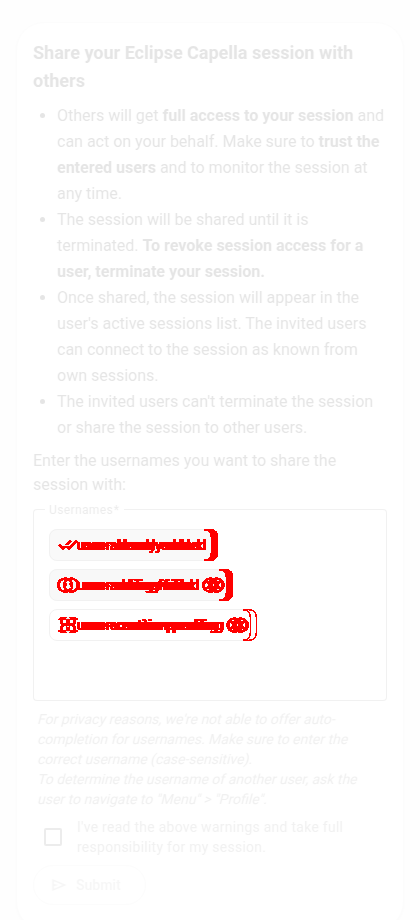 Share your Eclipse Capella session with
others
Others will get full access to your session and
can act on your behalf. Make sure to trust the
entered users and to monitor the session at
any time.
The session will be shared until it is
terminated. To revoke session access for a
user, terminate your session.
Once shared, the session will appear in the
user's active sessions list. The invited users
can connect to the session as known from
own sessions.
The invited users can't terminate the session
or share the session to other users.
Enter the usernames you want to share the
session with:
Usernames*
For privacy reasons, we're not able to offer auto-
completion for usernames. Make sure to enter the
correct username (case-sensitive).
To determine the username of another user, ask the
user to navigate to "Menu" > "Profile".
I've read the above warnings and take full
responsibility for my session.
Submit